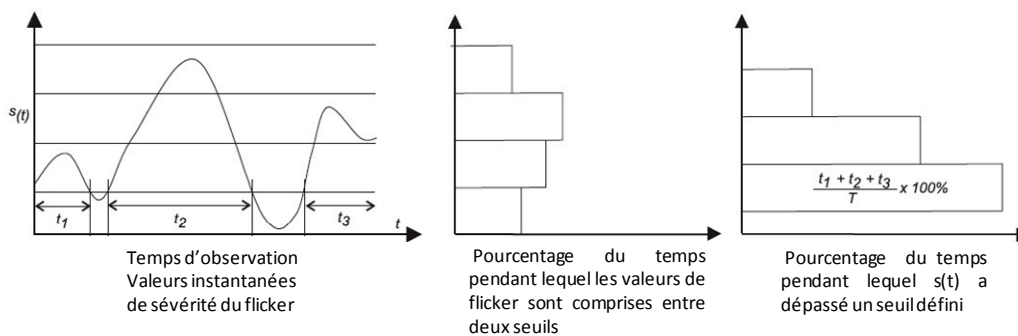 s(t)
t1
t2
t3
t
t1 + t2 + t3
T
x 100%
Temps d’observation
Valeurs instantanées
de sévérité du flicker
Pourcentage du temps
pendant lequel les valeurs de
flicker sont comprises entre
deux seuils
Pourcentage du temps
pendant lequel s(t) a
dépassé un seuil défini